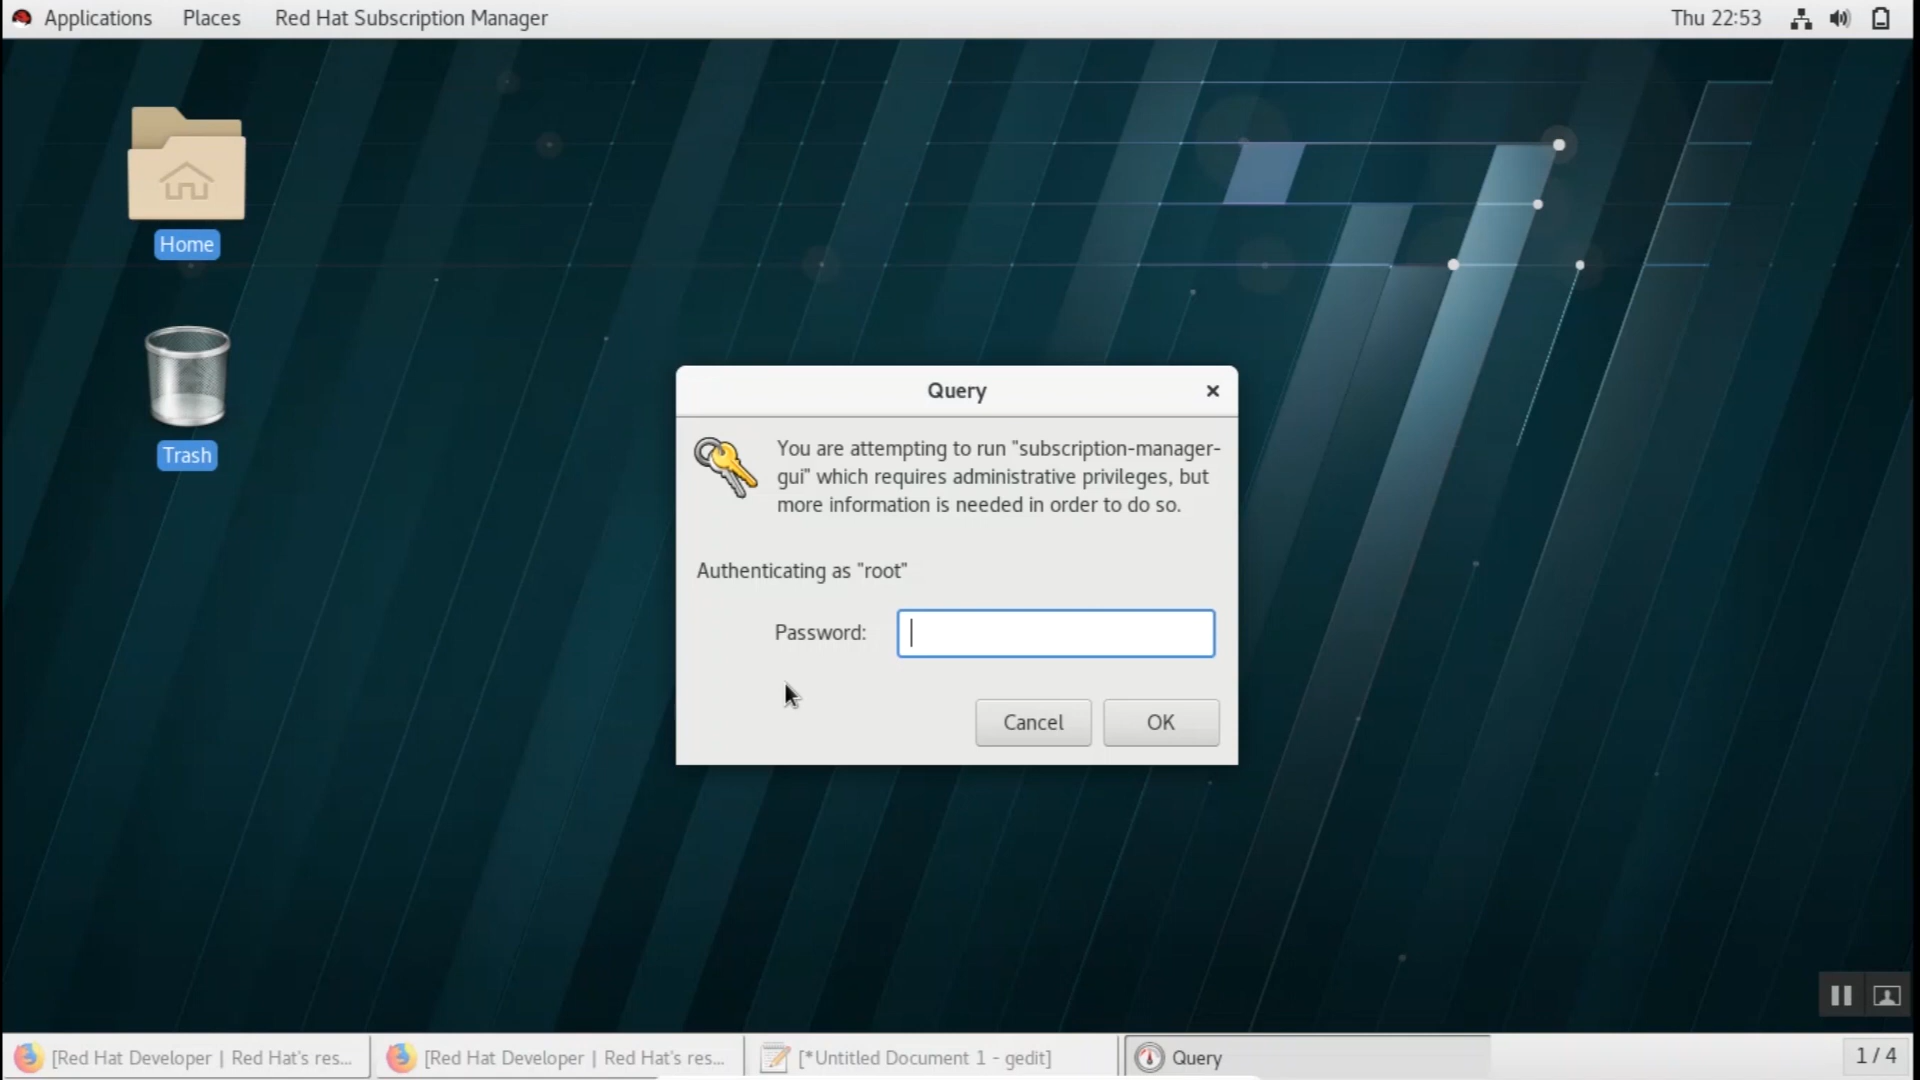 Applications Places Red Hat Subscription Manager Thu 22:53
Home
Trash
Query
You are attempting to run "subscription-manager-
gui" which requires administrative privileges, but
more information is needed in order to do so.
Authenticating as "root"
Password:
Cancel OK
[Red Hat Developer | Red Hat's res... [Red Hat Developer | Red Hat's res... [*Untitled Document 1 - gedit] Query 1 / 4